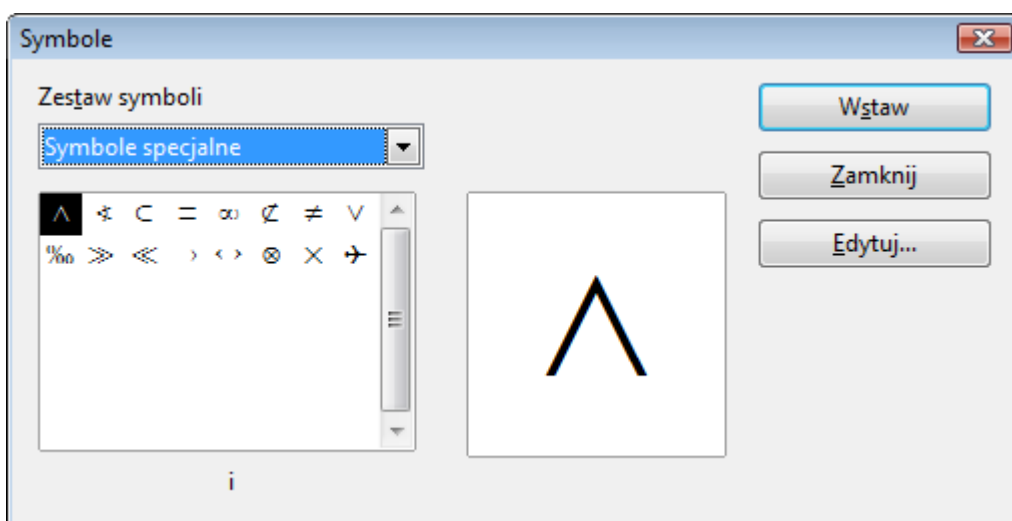 Symbole
Zestaw symboli
Wstaw
Symbole specjalne
Zamknij
∧ ∢ ⊂ = ∞ ⊄ ≠ ∨
Edytuj...
‰ ≫ ≪ › ‹ › ⊗ × ✈
∧
i